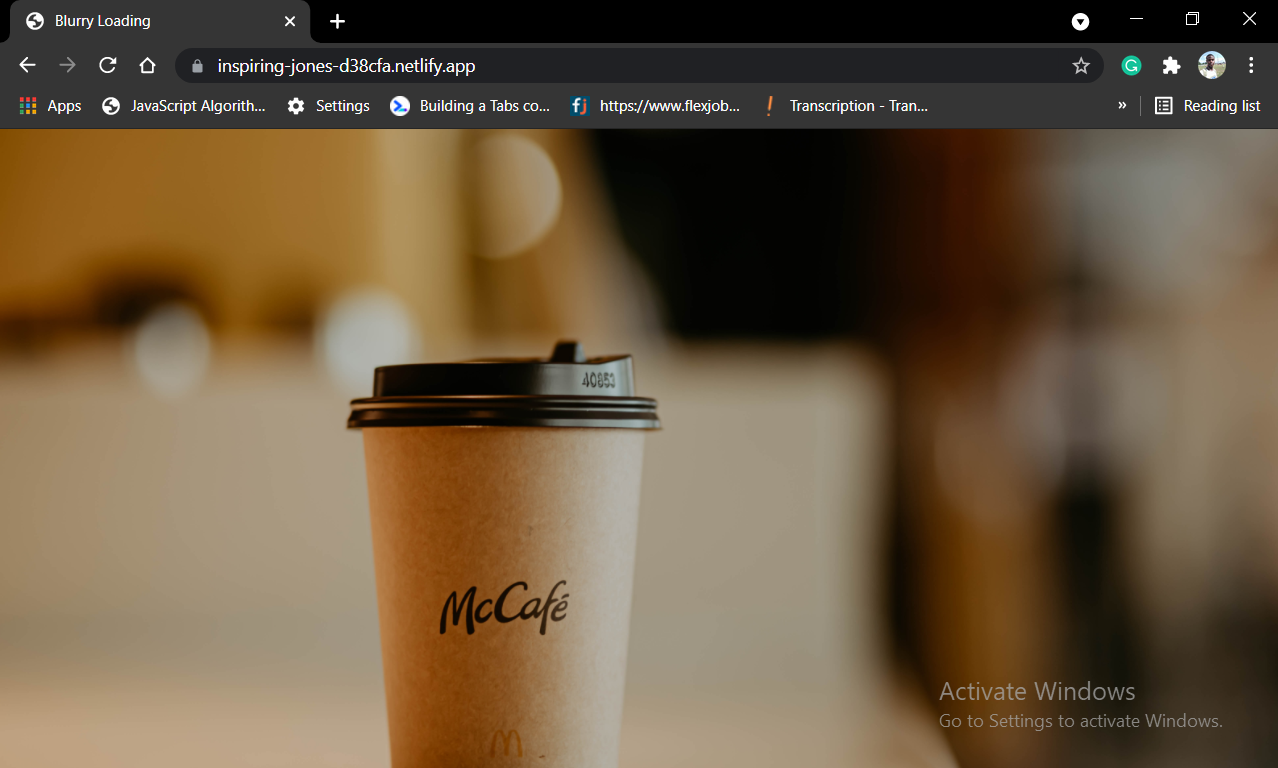 Blurry Loading
inspiring-jones-d38cfa.netlify.app
Apps JavaScript Algorith... Settings Building a Tabs co... https://www.flexjob... Transcription - Tran... » Reading list
40853
McCafé
Activate Windows
Go to Settings to activate Windows.